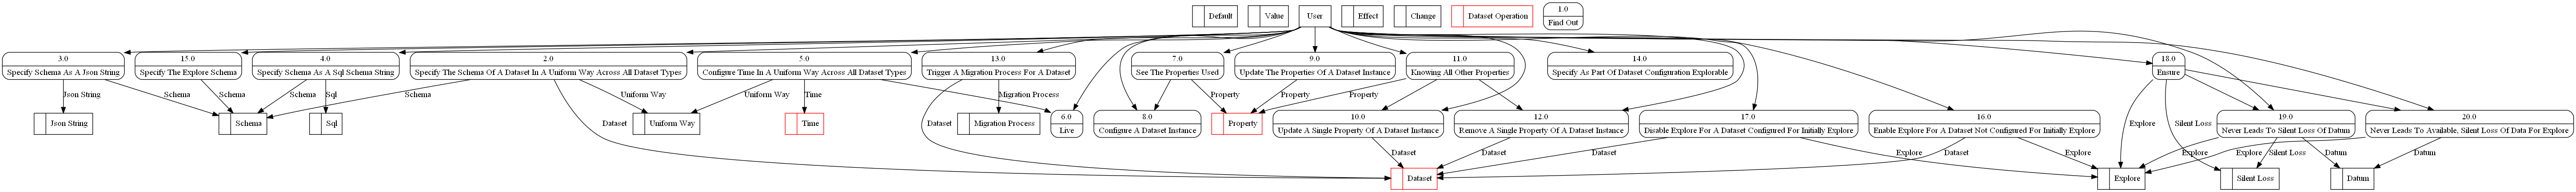 Default
Value
User
Effect
Change
Dataset Operation
1.0
Find Out
3.0
Specify Schema As A Json String
15.0
Specify The Explore Schema
4.0
Specify Schema As A Sql Schema String
2.0
Specify The Schema Of A Dataset In A Uniform Way Across All Dataset Types
5.0
Configure Time In A Uniform Way Across All Dataset Types
13.0
Trigger A Migration Process For A Dataset
7.0
See The Properties Used
9.0
Update The Properties Of A Dataset Instance
11.0
Knowing All Other Properties
14.0
Specify As Part Of Dataset Configuration Explorable
18.0
Ensure
Json String
Schema
Schema
Schema
Sql
Schema
Uniform Way
Uniform Way
Time
Migration Process
Property
Property
Property
Dataset
Dataset
Json String
Schema
Sql
Uniform Way
Time
Migration Process
6.0
Live
8.0
Configure A Dataset Instance
Property
10.0
Update A Single Property Of A Dataset Instance
12.0
Remove A Single Property Of A Dataset Instance
17.0
Disable Explore For A Dataset Configured For Initially Explore
16.0
Enable Explore For A Dataset Not Configured For Initially Explore
Explore
Silent Loss
19.0
Never Leads To Silent Loss Of Datum
20.0
Never Leads To Available, Silent Loss Of Data For Explore
Dataset
Dataset
Dataset
Explore
Dataset
Explore
Explore
Silent Loss
Datum
Explore
Datum
Dataset
Explore
Silent Loss
Datum